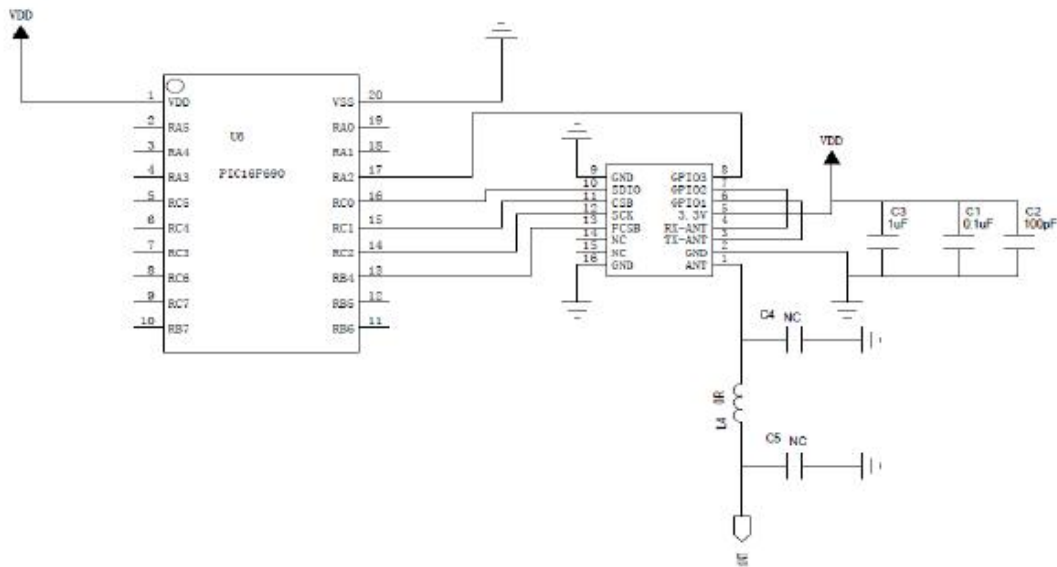 VDD
1 VDD VSS 20
2 RA5 RA0 19
3 RA4 U6 RA1 18
4 RA3 PIC16F690 RA2 17
5 RC5 RC0 16
6 RC4 RC1 15
7 RC3 RC2 14
8 RC6 RB4 13
9 RC7 RB5 12
10 RB7 RB6 11
VDD
9 GND GPIO3 8
10 SDIO GPIO2 7
11 CSB GPIO1 6
12 SCK 3.3V 5
13 FCSB RX-ANT 4
14 NC TX-ANT 3
15 NC GND 2
16 GND ANT 1
C3
1uF
C1
0.1uF
C2
100pF
C4 NC
L4 0R
C5 NC